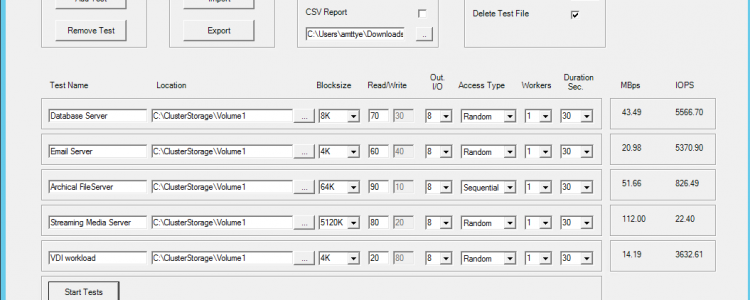 Add Test
Import
CSV Report
C:\Users\amttye\Downloads ..
Delete Test File
Remove Test
Export
Test Name Location Blocksize Read/Write Out. I/O Access Type Workers Duration Sec. MBps IOPS
Database Server C:\ClusterStorage\Volume1 ... 8K 70 30 8 Random 1 30 43.49 5566.70
Email Server C:\ClusterStorage\Volume1 ... 4K 60 40 8 Random 1 30 20.98 5370.90
Archical FileServer C:\ClusterStorage\Volume1 ... 64K 90 10 8 Sequential 1 30 51.66 826.49
Streaming Media Server C:\ClusterStorage\Volume1 ... 5120K 80 20 8 Random 1 30 112.00 22.40
VDI workload C:\ClusterStorage\Volume1 ... 4K 20 80 8 Random 1 30 14.19 3632.61
Start Tests